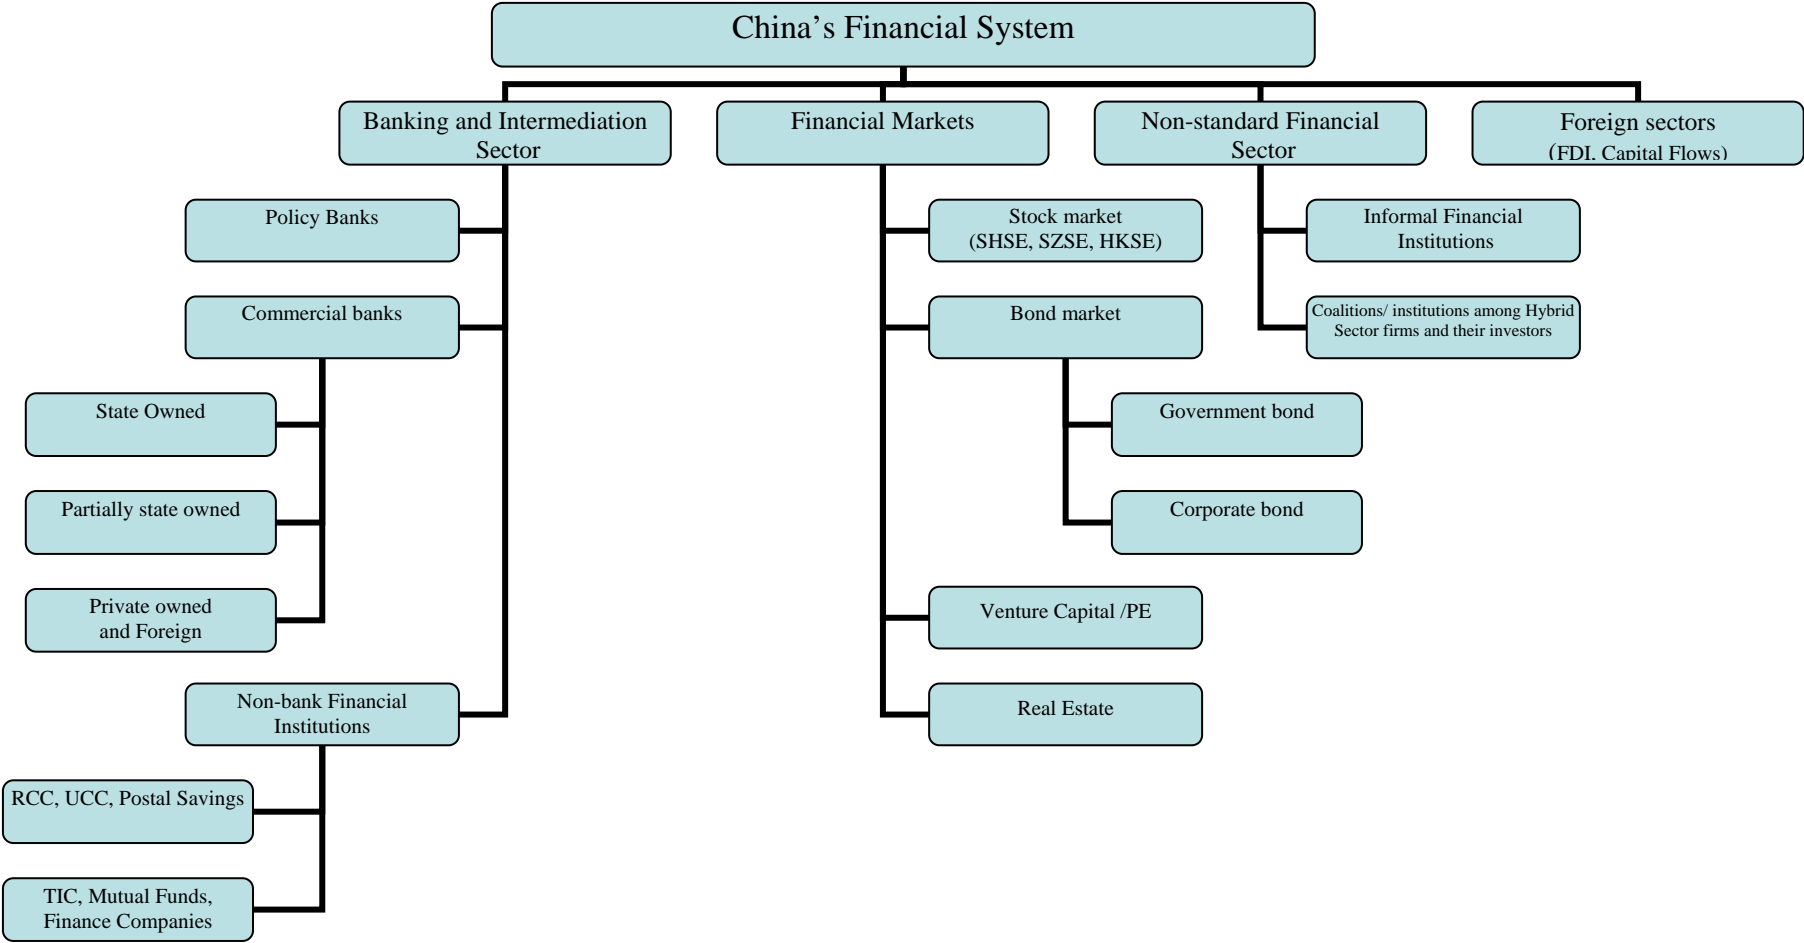 China’s Financial System
Banking and Intermediation
Sector
Financial Markets
Non-standard Financial
Sector
Foreign sectors
(FDI, Capital Flows)
Policy Banks
Stock market
(SHSE, SZSE, HKSE)
Informal Financial
Institutions
Commercial banks
Bond market
Coalitions/ institutions among Hybrid
Sector firms and their investors
State Owned
Government bond
Partially state owned
Corporate bond
Private owned
and Foreign
Venture Capital /PE
Non-bank Financial
Institutions
Real Estate
RCC, UCC, Postal Savings
TIC, Mutual Funds,
Finance Companies